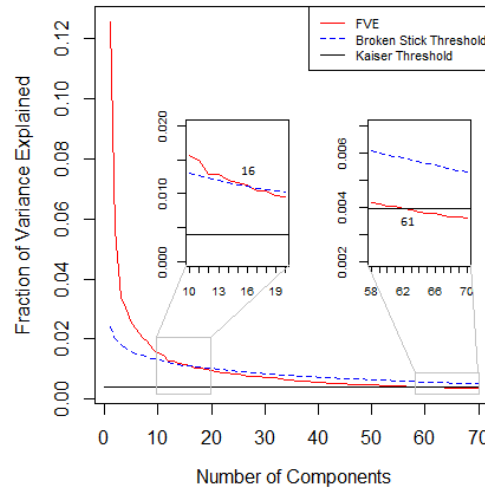 FVE
Broken Stick Threshold
Kaiser Threshold
Fraction of Variance Explained
0.12
0.10
0.08
0.06
0.04
0.02
0.00
0.020
0.010
0.000
16
10 13 16 19
0.006
0.004
0.002
61
58 62 66 70
0 10 20 30 40 50 60 70
Number of Components